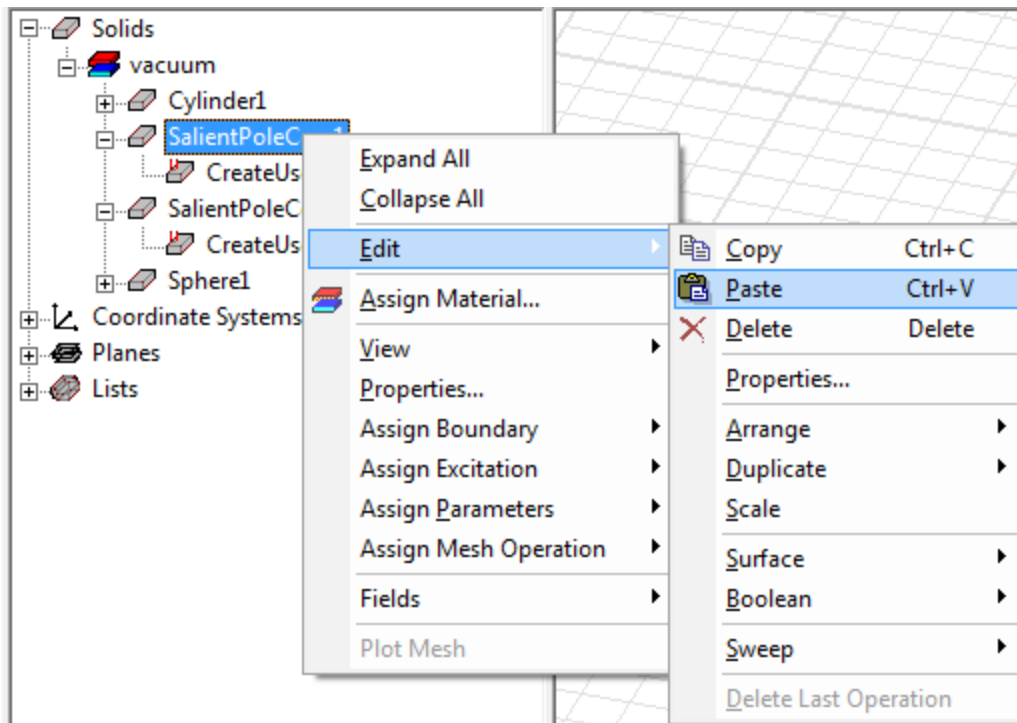 Solids
vacuum
Cylinder1
SalientPoleC
CreateUs
SalientPoleC
CreateUs
Sphere1
Coordinate Systems
Planes
Lists
Expand All
Collapse All
Edit
Assign Material...
View
Properties...
Assign Boundary
Assign Excitation
Assign Parameters
Assign Mesh Operation
Fields
Plot Mesh
Copy Ctrl+C
Paste Ctrl+V
Delete Delete
Properties...
Arrange
Duplicate
Scale
Surface
Boolean
Sweep
Delete Last Operation